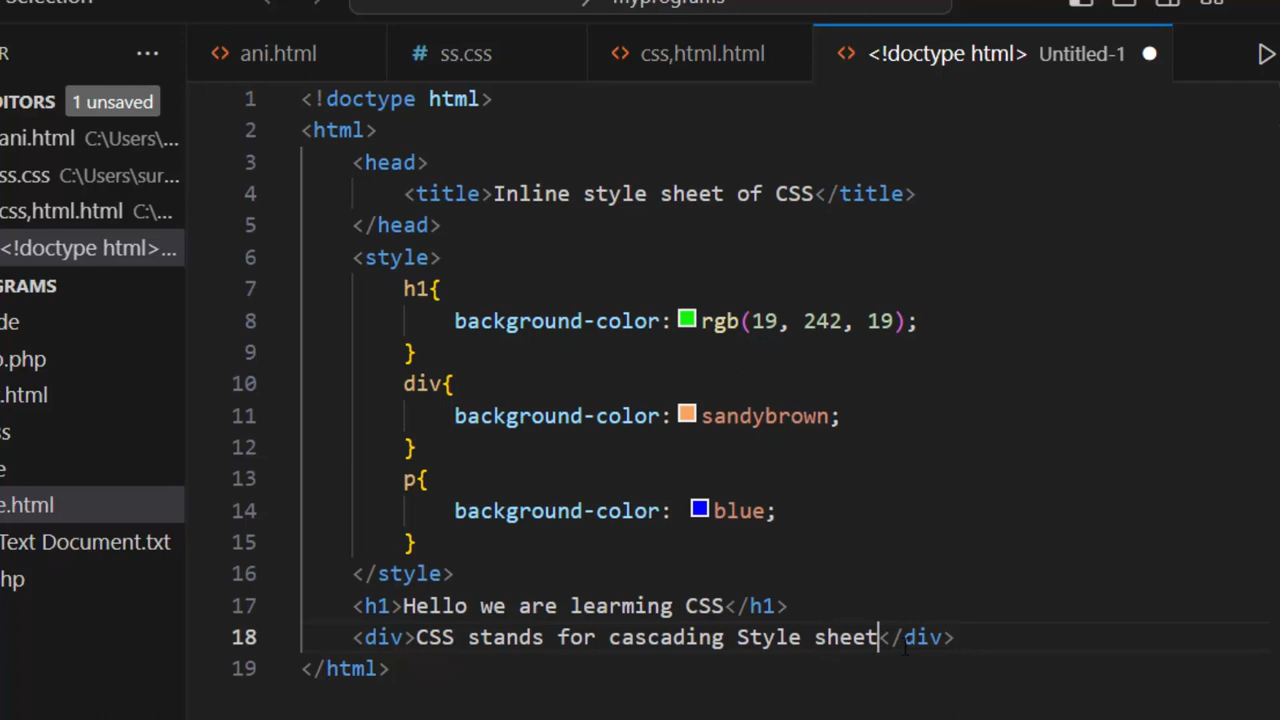 Selection
myprograms
ani.html
# ss.css
css,html.html
<!doctype html> Untitled-1
R
EDITORS 1 unsaved
ani.html C:\Users\...
ss.css C:\Users\sur...
css,html.html C:\...
<!doctype html>...
GRAMS
de
o.php
.html
ss
e
e.html
Text Document.txt
hp
1 <!doctype html>
2 <html>
3 <head>
4 <title>Inline style sheet of CSS</title>
5 </head>
6 <style>
7 h1{
8 background-color: rgb(19, 242, 19);
9 }
10 div{
11 background-color: sandybrown;
12 }
13 p{
14 background-color: blue;
15 }
16 </style>
17 <h1>Hello we are learming CSS</h1>
18 <div>CSS stands for cascading Style sheet</div>
19 </html>